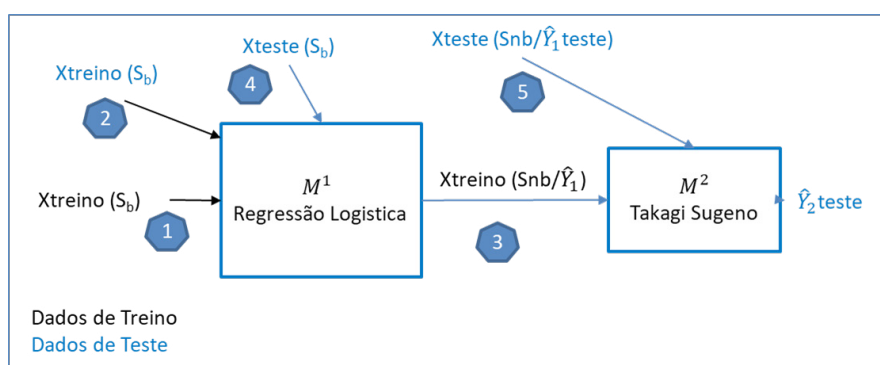 Xteste (Sb)
Xteste (Snb/Ŷ1 teste)
Xtreino (Sb)
4
5
2
M¹
Regressão Logistica
Xtreino (Snb/Ŷ1)
M²
Takagi Sugeno
Ŷ2 teste
Xtreino (Sb)
1
3
Dados de Treino
Dados de Teste